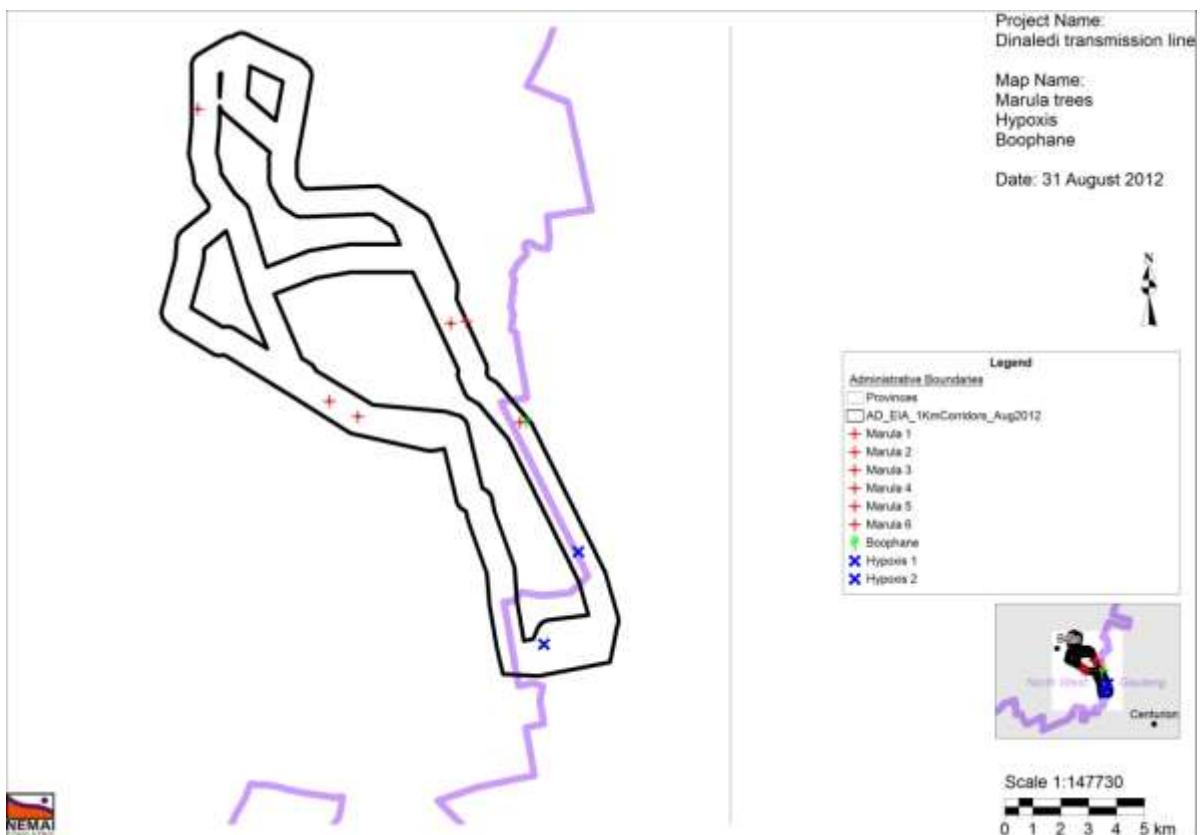 Project Name:
Dinaledi transmission line
Map Name:
Marula trees
Hypoxis
Boophane
Date: 31 August 2012
N
Legend
Administrative Boundaries
Provinces
AD_EIA_1KmCorridors_Aug2012
Marula 1
Marula 2
Marula 3
Marula 4
Marula 5
Marula 6
Boophane
Hypoxis 1
Hypoxis 2
North West
Gauteng
Centurion
Scale 1:147730
0 1 2 3 4 5 km
NEMAI